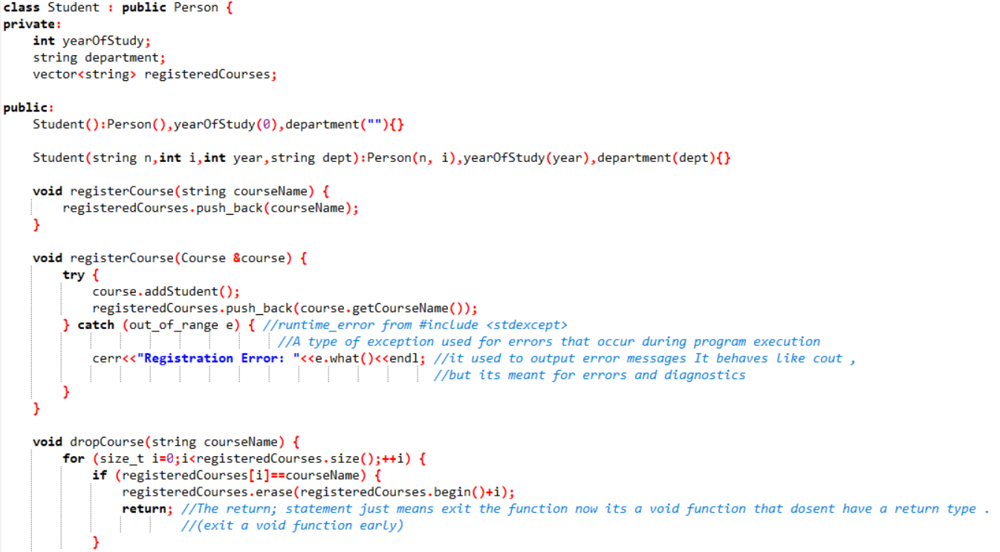 class Student : public Person {
private:
    int yearOfStudy;
    string department;
    vector<string> registeredCourses;

public:
    Student():Person(),yearOfStudy(0),department(""){}

    Student(string n,int i,int year,string dept):Person(n, i),yearOfStudy(year),department(dept){}

    void registerCourse(string courseName) {
        registeredCourses.push_back(courseName);
    }

    void registerCourse(Course &course) {
        try {
            course.addStudent();
            registeredCourses.push_back(course.getCourseName());
        } catch (out_of_range e) { //runtime_error from #include <stdexcept>
                                     //A type of exception used for errors that occur during program execution
            cerr<<"Registration Error: "<<e.what()<<endl; //it used to output error messages It behaves like cout ,
                                                          //but its meant for errors and diagnostics
        }
    }

    void dropCourse(string courseName) {
        for (size_t i=0;i<registeredCourses.size();++i) {
            if (registeredCourses[i]==courseName) {
                registeredCourses.erase(registeredCourses.begin()+i);
                return; //The return; statement just means exit the function now its a void function that dosent have a return type .
                        //(exit a void function early)
            }